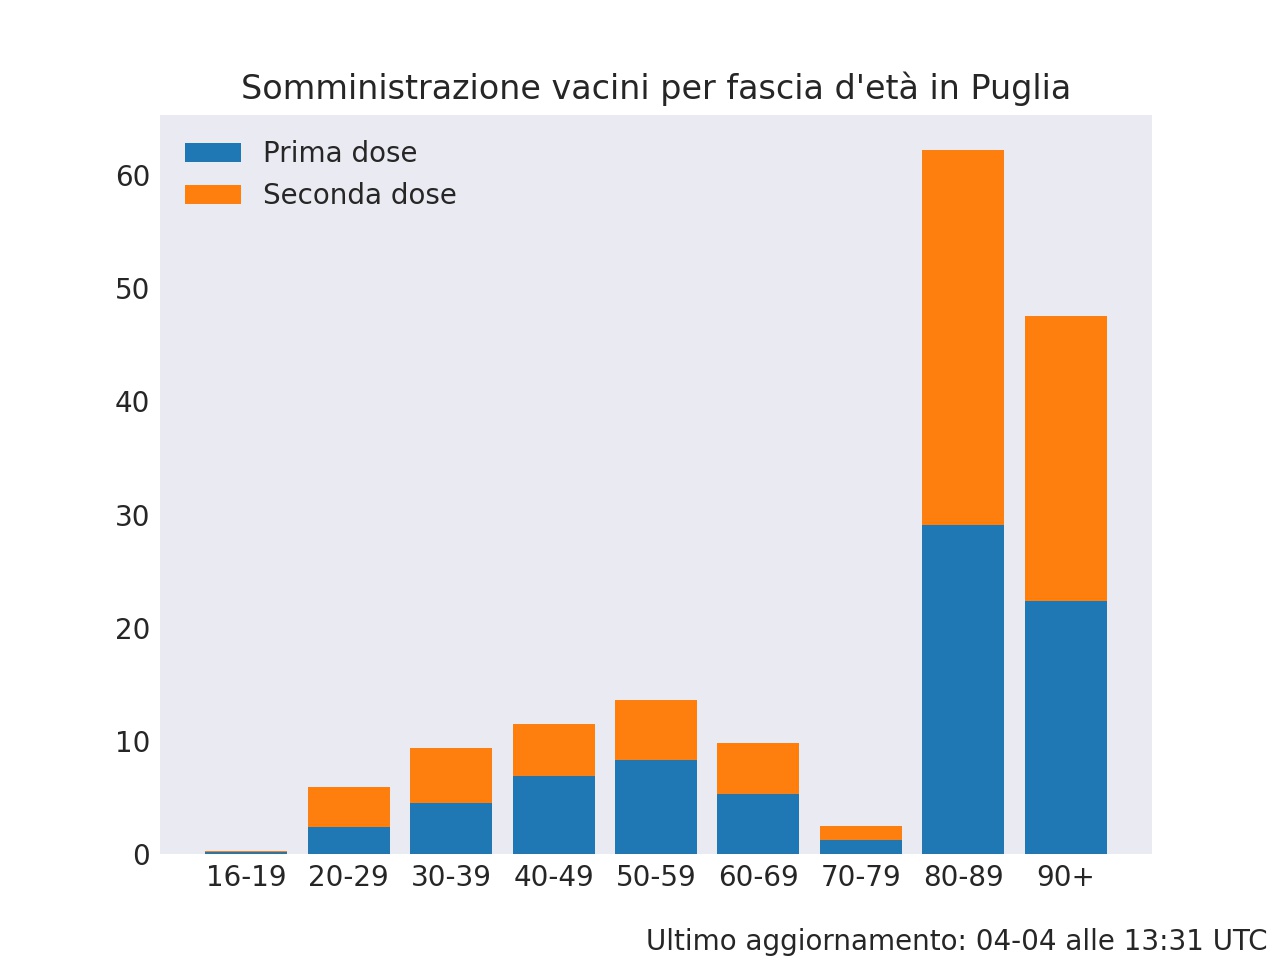 Somministrazione vacini per fascia d'età in Puglia
Prima dose
Seconda dose
60
50
40
30
20
10
0
16-19 20-29 30-39 40-49 50-59 60-69 70-79 80-89 90+
Ultimo aggiornamento: 04-04 alle 13:31 UTC